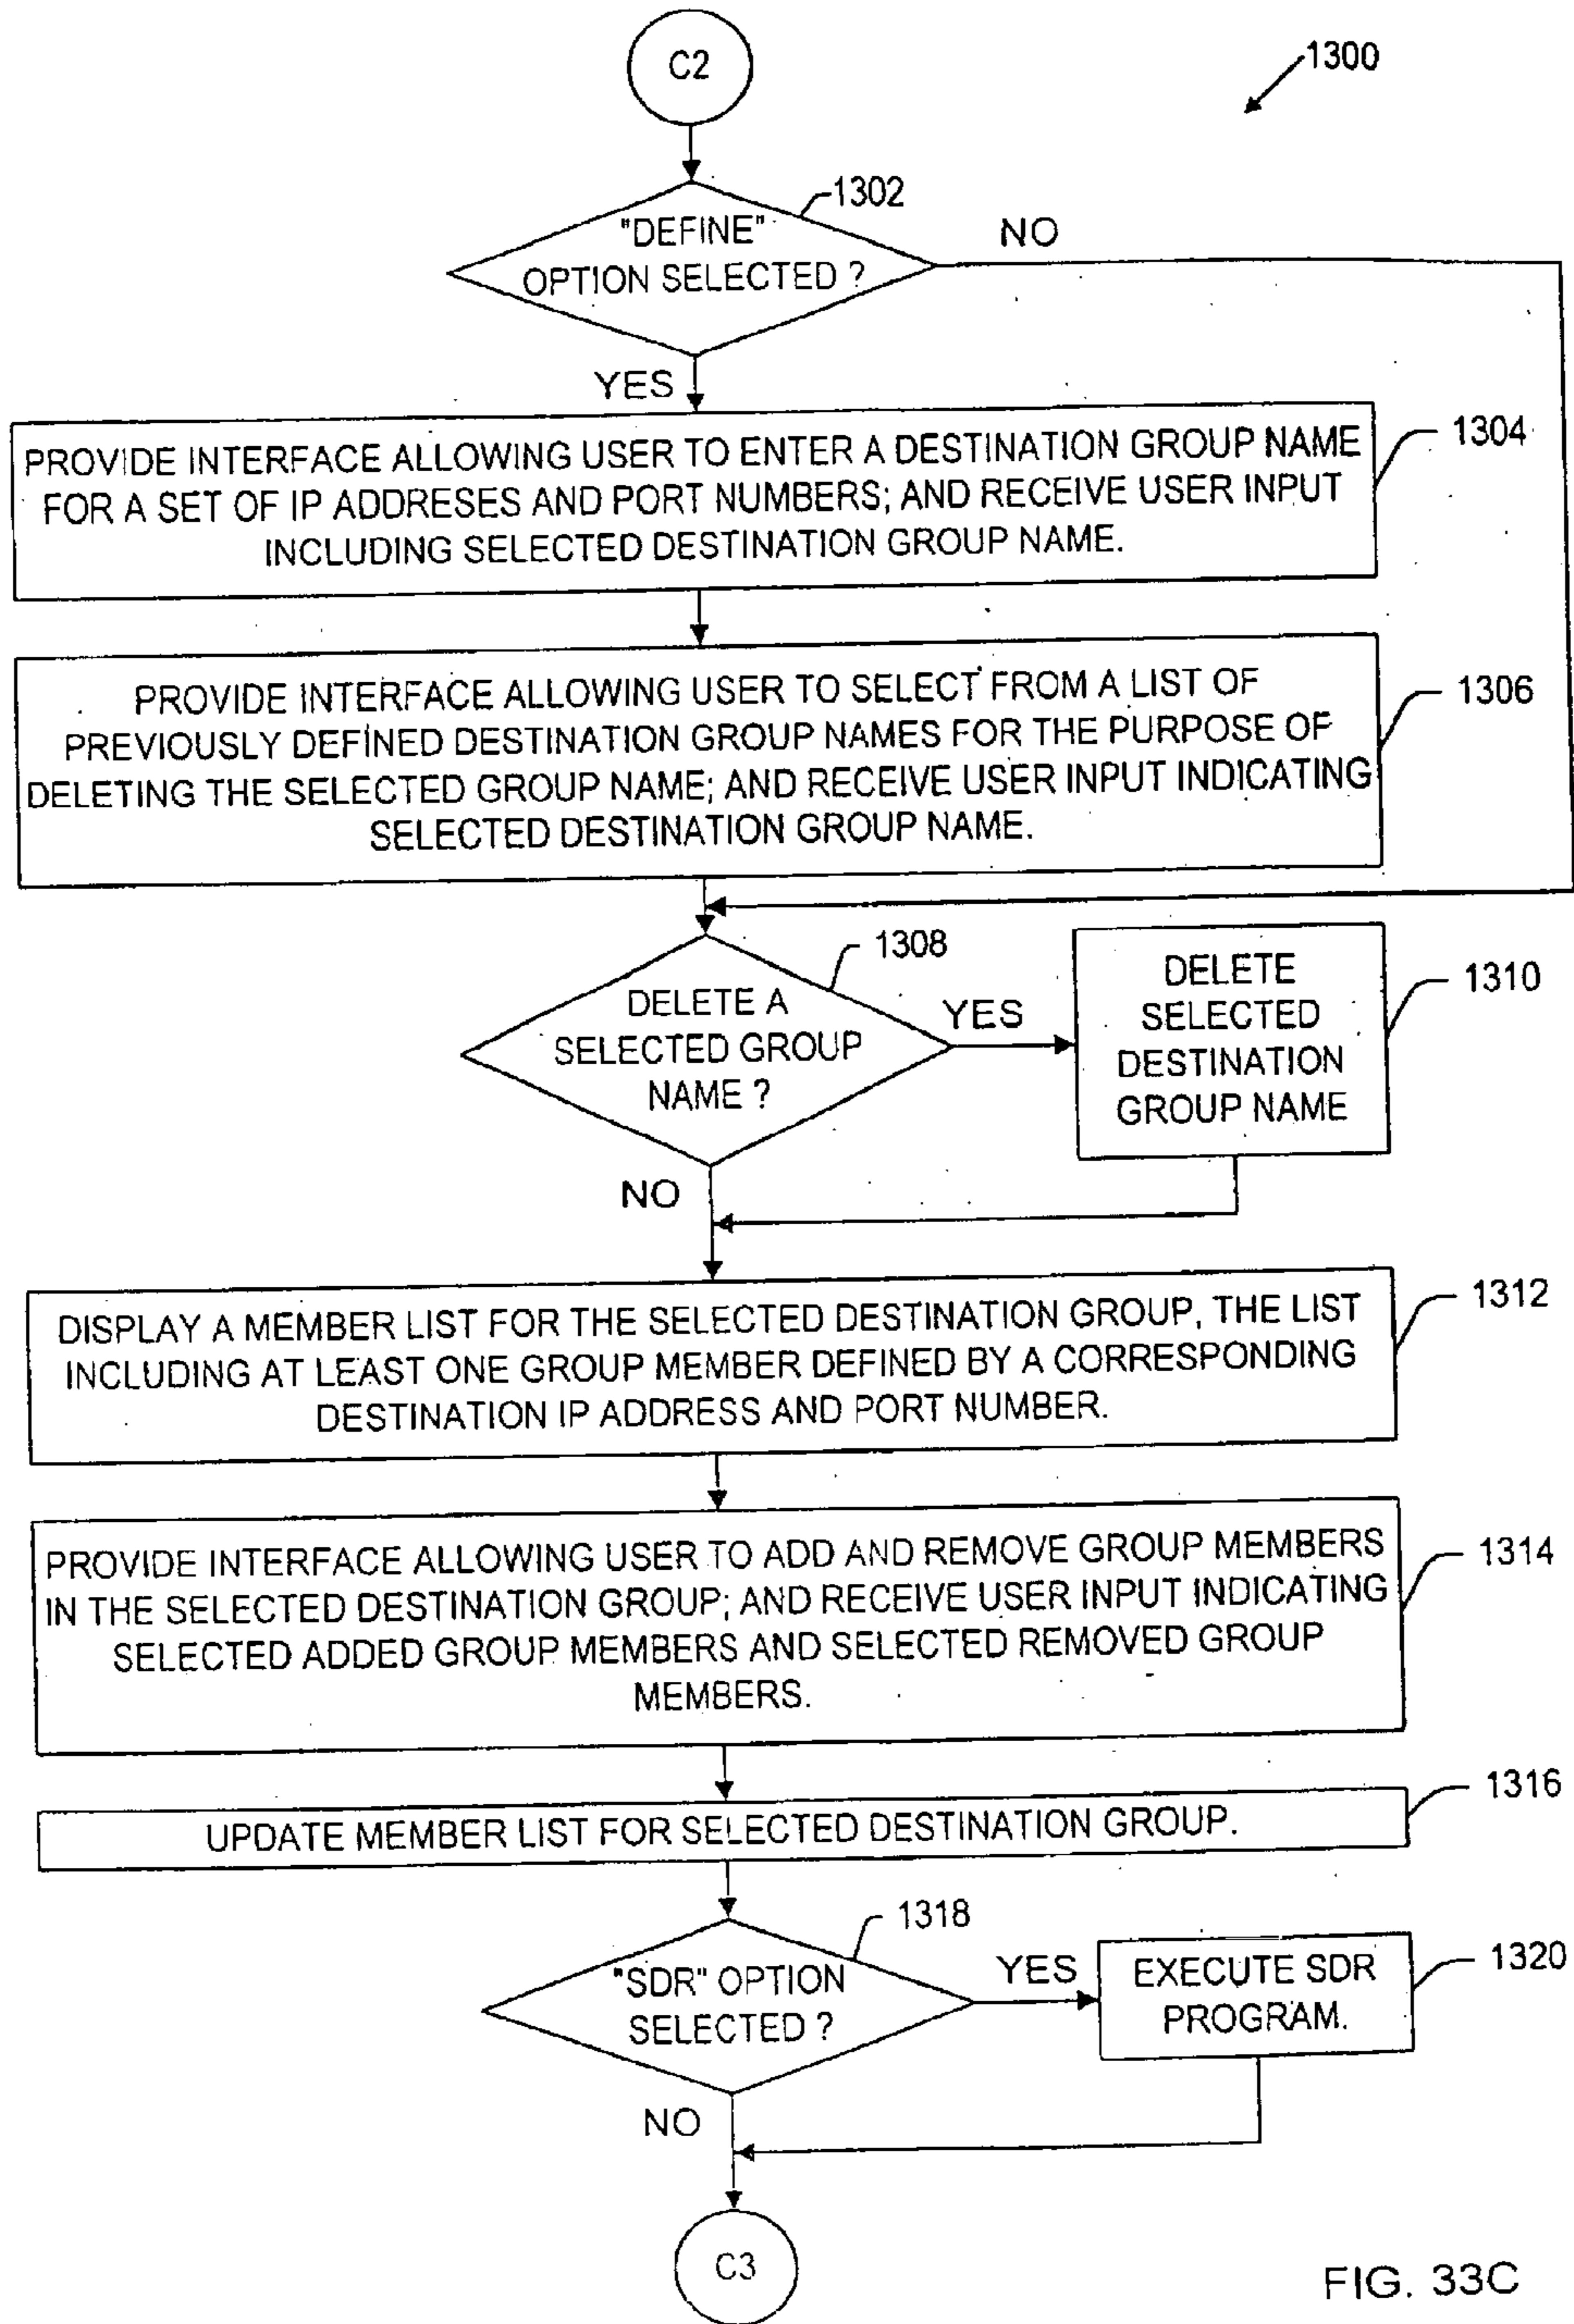 C2
1300
1302
"DEFINE"
OPTION SELECTED ?
NO
YES
PROVIDE INTERFACE ALLOWING USER TO ENTER A DESTINATION GROUP NAME
FOR A SET OF IP ADDRESES AND PORT NUMBERS; AND RECEIVE USER INPUT
INCLUDING SELECTED DESTINATION GROUP NAME.
1304
PROVIDE INTERFACE ALLOWING USER TO SELECT FROM A LIST OF
PREVIOUSLY DEFINED DESTINATION GROUP NAMES FOR THE PURPOSE OF
DELETING THE SELECTED GROUP NAME; AND RECEIVE USER INPUT INDICATING
SELECTED DESTINATION GROUP NAME.
1306
1308
DELETE A
SELECTED GROUP
NAME ?
YES
DELETE
SELECTED
DESTINATION
GROUP NAME
1310
NO
DISPLAY A MEMBER LIST FOR THE SELECTED DESTINATION GROUP, THE LIST
INCLUDING AT LEAST ONE GROUP MEMBER DEFINED BY A CORRESPONDING
DESTINATION IP ADDRESS AND PORT NUMBER.
1312
PROVIDE INTERFACE ALLOWING USER TO ADD AND REMOVE GROUP MEMBERS
IN THE SELECTED DESTINATION GROUP; AND RECEIVE USER INPUT INDICATING
SELECTED ADDED GROUP MEMBERS AND SELECTED REMOVED GROUP
MEMBERS.
1314
UPDATE MEMBER LIST FOR SELECTED DESTINATION GROUP.
1316
1318
"SDR" OPTION
SELECTED ?
YES
EXECUTE SDR
PROGRAM.
1320
NO
C3
FIG. 33C